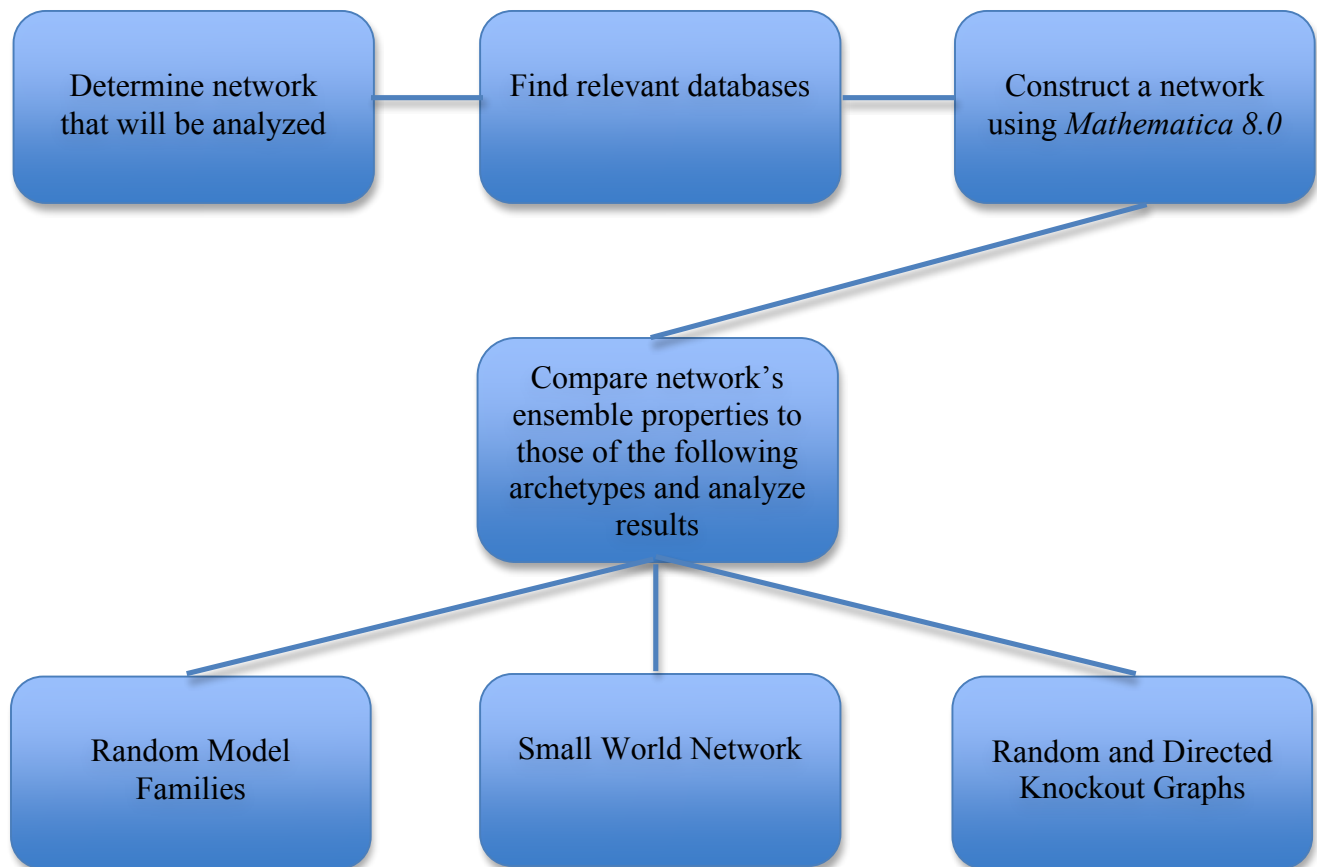 Determine network
that will be analyzed
Find relevant databases
Construct a network
using Mathematica 8.0
Compare network’s
ensemble properties to
those of the following
archetypes and analyze
results
Random Model
Families
Small World Network
Random and Directed
Knockout Graphs